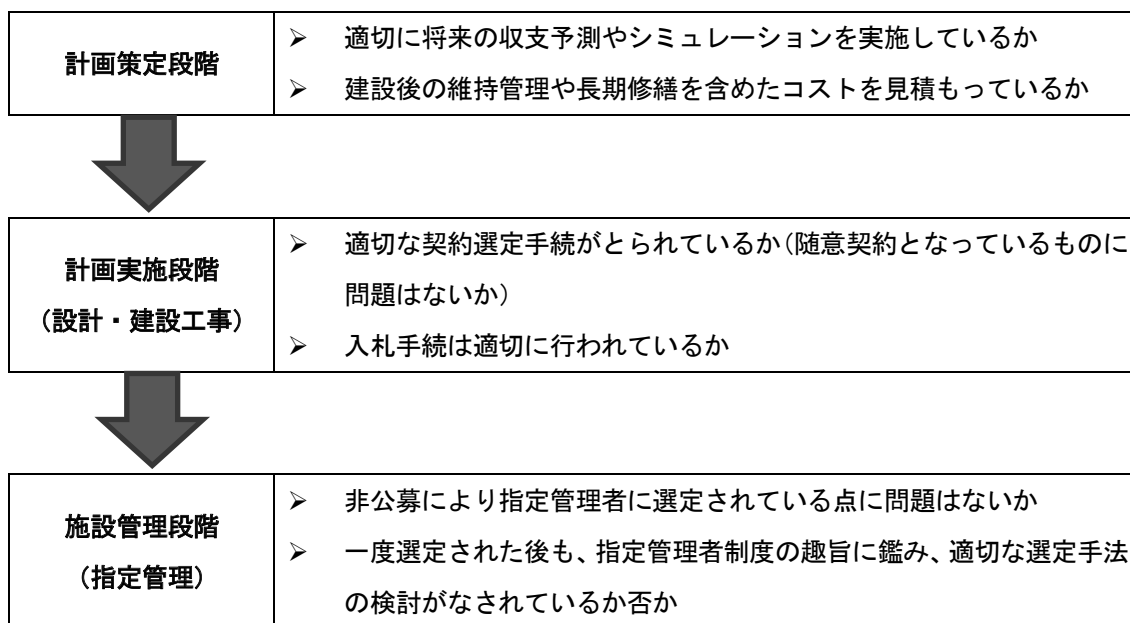 計画策定段階
➢ 適切に将来の収支予測やシミュレーションを実施しているか
➢ 建設後の維持管理や長期修繕を含めたコストを見積もっているか
計画実施段階
（設計・建設工事）
➢ 適切な契約選定手続がとられているか（随意契約となっているものに
問題はないか）
➢ 入札手続は適切に行われているか
施設管理段階
（指定管理）
➢ 非公募により指定管理者に選定されている点に問題はないか
➢ 一度選定された後も、指定管理者制度の趣旨に鑑み、適切な選定手法
の検討がなされているか否か